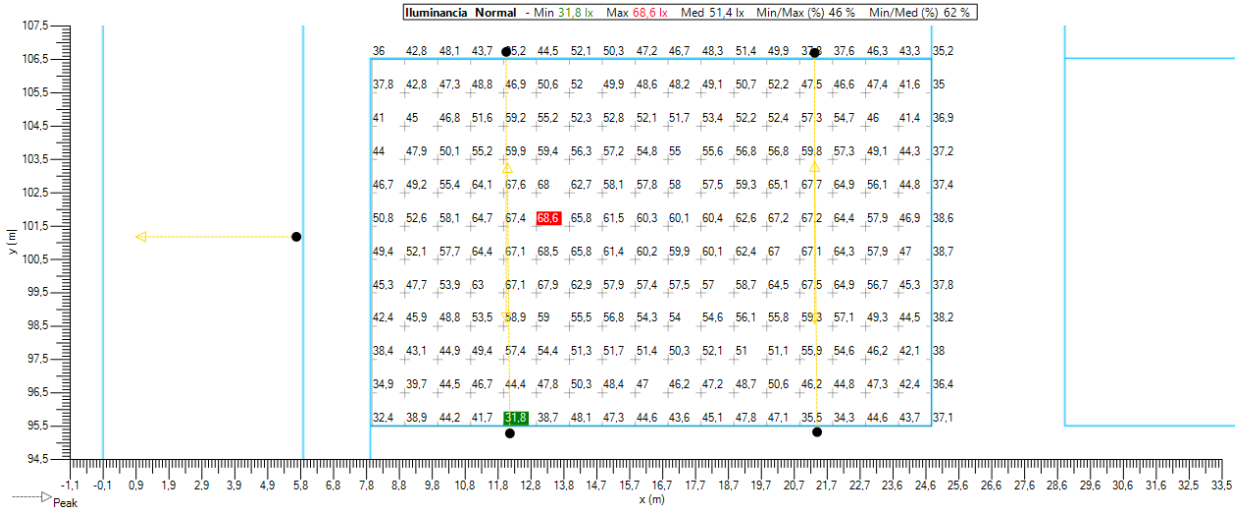 Iluminancia Normal - Min 31,8 lx Max 68,6 lx Med 51,4 lx Min/Max (%) 46 % Min/Med (%) 62 %
107,5
106,5
105,5
104,5
103,5
102,5
101,5
100,5
99,5
98,5
97,5
96,5
95,5
94,5
y (m)
36 42,8 48,1 43,7 44,5 52,1 50,3 47,2 46,7 48,3 51,4 49,9 37,6 46,3 43,3 35,2
37,8 42,8 47,3 48,8 46,9 50,6 52 49,9 48,6 48,2 49,1 50,7 52,2 47,5 46,6 47,4 41,6 35
41 45 46,8 51,6 59,2 55,2 52,3 52,8 52,1 51,7 53,4 52,2 52,4 57,3 54,7 46 41,4 36,9
44 47,9 50,1 55,2 59,9 59,4 56,3 57,2 54,8 55 55,6 56,8 56,8 59,8 57,3 49,1 44,3 37,2
46,7 49,2 55,4 64,1 67,6 68 62,7 58,1 57,8 58 57,5 59,3 65,1 67,7 64,9 56,1 44,8 37,4
50,8 52,6 58,1 64,7 67,4 68,6 65,8 61,5 60,3 60,1 60,4 62,6 67,2 67,2 64,4 57,9 46,9 38,6
49,4 52,1 57,7 64,4 67,1 68,5 65,8 61,4 60,2 59,9 60,1 62,4 67 67,1 64,3 57,9 47 38,7
45,3 47,7 53,9 63 67,1 67,9 62,9 57,9 57,4 57,5 57 58,7 64,5 67,5 64,9 56,7 45,3 37,8
42,4 45,9 48,8 53,5 58,9 59 55,5 56,8 54,3 54 54,6 56,1 55,8 59,3 57,1 49,3 44,5 38,2
38,4 43,1 44,9 49,4 57,4 54,4 51,3 51,7 51,4 50,3 52,1 51 51,1 55,9 54,6 46,2 42,1 38
34,9 39,7 44,5 46,7 44,4 47,8 50,3 48,4 47 46,2 47,2 48,7 50,6 46,2 44,8 47,3 42,4 36,4
32,4 38,9 44,2 41,7 31,8 38,7 48,1 47,3 44,6 43,6 45,1 47,8 47,1 35,5 34,3 44,6 43,7 37,1
-1,1 -0,1 0,9 1,9 2,9 3,9 4,9 5,8 6,8 7,8 8,8 9,8 10,8 11,8 12,8 13,8 14,7 15,7 16,7 17,7 18,7 19,7 20,7 21,7 22,7 23,6 24,6 25,6 26,6 27,6 28,6 29,6 30,6 31,6 32,5 33,5
x (m)
Peak